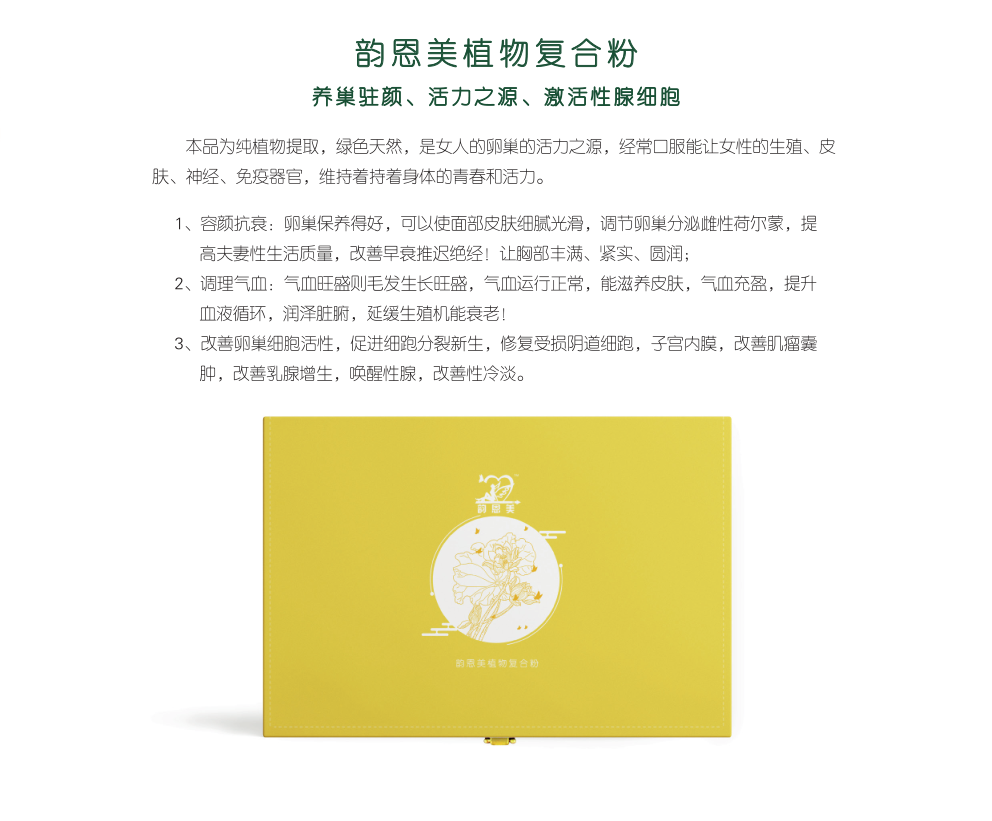 韵恩美植物复合粉
养巢驻颜、活力之源、激活性腺细胞
本品为纯植物提取，绿色天然，是女人的卵巢的活力之源，经常口服能让女性的生殖、皮
肤、神经、免疫器官，维持着持着身体的青春和活力。
1、容颜抗衰：卵巢保养得好，可以使面部皮肤细腻光滑，调节卵巢分泌雌性荷尔蒙，提
高夫妻性生活质量，改善早衰推迟绝经！让胸部丰满、紧实、圆润；
2、调理气血：气血旺盛则毛发生长旺盛，气血运行正常，能滋养皮肤，气血充盈，提升
血液循环，润泽脏腑，延缓生殖机能衰老！
3、改善卵巢细胞活性，促进细跑分裂新生，修复受损阴道细跑，子宫内膜，改善肌瘤囊
肿，改善乳腺增生，唤醒性腺，改善性冷淡。
韵恩美
韵恩美植物复合粉